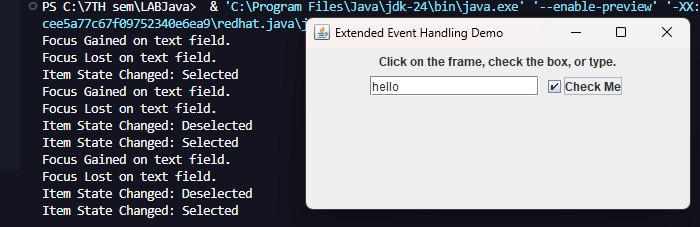 PS C:\7TH sem\LABJava>  & 'C:\Program Files\Java\jdk-24\bin\java.exe' '--enable-preview' '-XX:
cee5a77c67f09752340e6ea9\redhat.java\j
Focus Gained on text field.
Focus Lost on text field.
Item State Changed: Selected
Focus Gained on text field.
Focus Lost on text field.
Item State Changed: Deselected
Item State Changed: Selected
Focus Gained on text field.
Focus Lost on text field.
Item State Changed: Deselected
Item State Changed: Selected
Extended Event Handling Demo
Click on the frame, check the box, or type.
hello
Check Me